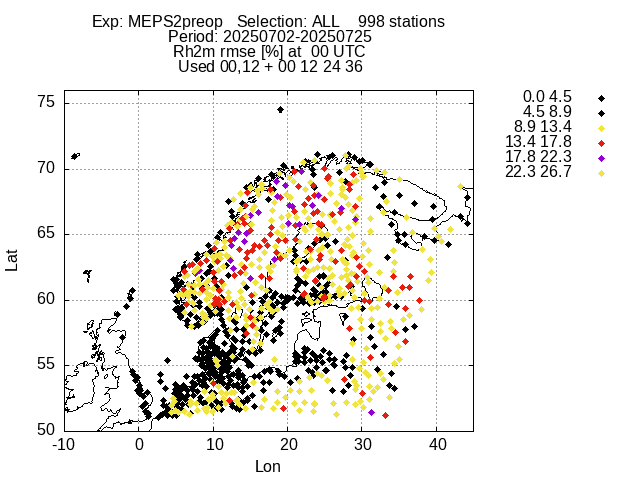 Exp: MEPS2preop   Selection: ALL    998 stations
Period: 20250702-20250725
Rh2m rmse [%] at  00 UTC
Used 00,12 + 00 12 24 36
0.0 4.5
4.5 8.9
8.9 13.4
13.4 17.8
17.8 22.3
22.3 26.7
75
70
65
60
55
50
Lat
-10 0 10 20 30 40
Lon